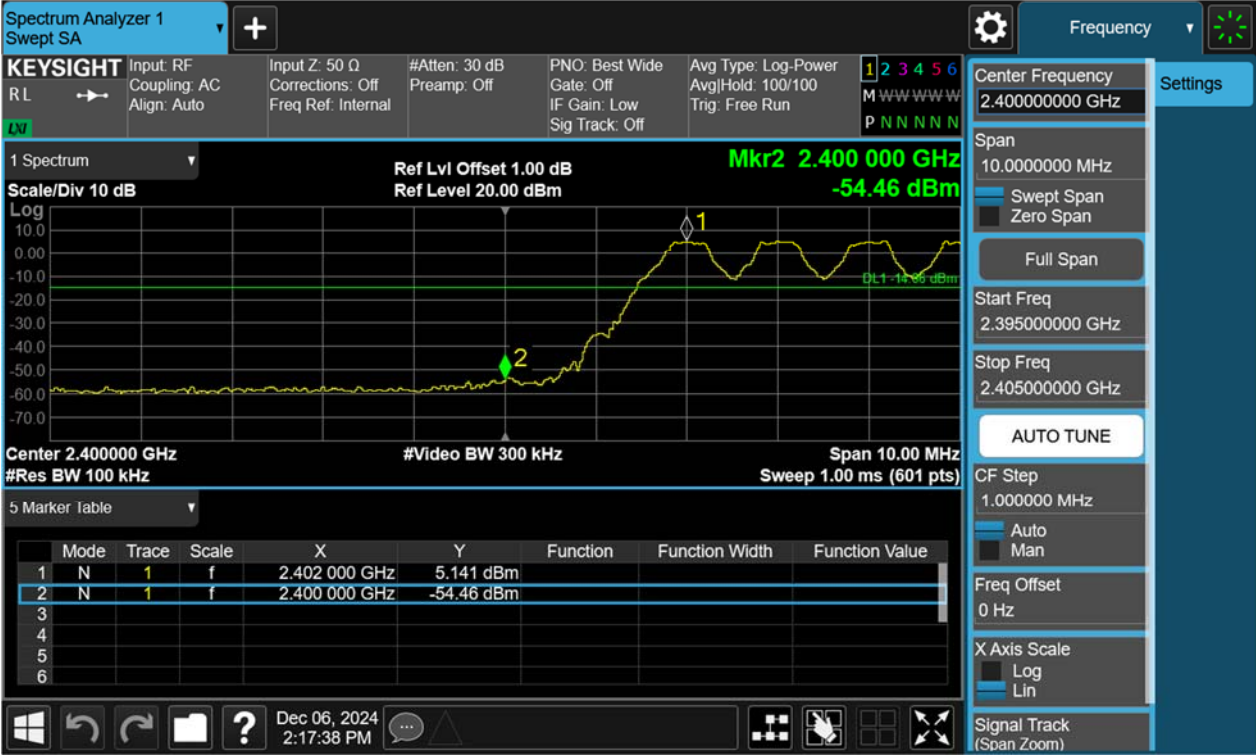 Spectrum Analyzer 1
Swept SA
Frequency
KEYSIGHT
RL
LXI
Input: RF
Coupling: AC
Align: Auto
Input Z: 50 Ω
Corrections: Off
Freq Ref: Internal
#Atten: 30 dB
Preamp: Off
PNO: Best Wide
Gate: Off
IF Gain: Low
Sig Track: Off
Avg Type: Log-Power
Avg|Hold: 100/100
Trig: Free Run
1 2 3 4 5 6
M W W W W W
P N N N N N
1 Spectrum
Scale/Div 10 dB
Ref Lvl Offset 1.00 dB
Ref Level 20.00 dBm
Mkr2 2.400 000 GHz
-54.46 dBm
Log
10.0
0.00
-10.0
-20.0
-30.0
-40.0
-50.0
-60.0
-70.0
1
2
DL1 -14.86 dBm
Center 2.400000 GHz
#Video BW 300 kHz
Span 10.00 MHz
#Res BW 100 kHz
Sweep 1.00 ms (601 pts)
5 Marker Table
Mode Trace Scale X Y Function Function Width Function Value
1 N 1 f 2.402 000 GHz 5.141 dBm
2 N 1 f 2.400 000 GHz -54.46 dBm
3
4
5
6
Dec 06, 2024
2:17:38 PM
Settings
Center Frequency
2.400000000 GHz
Span
10.0000000 MHz
Swept Span
Zero Span
Full Span
Start Freq
2.395000000 GHz
Stop Freq
2.405000000 GHz
AUTO TUNE
CF Step
1.000000 MHz
Auto
Man
Freq Offset
0 Hz
X Axis Scale
Log
Lin
Signal Track
(Span Zoom)